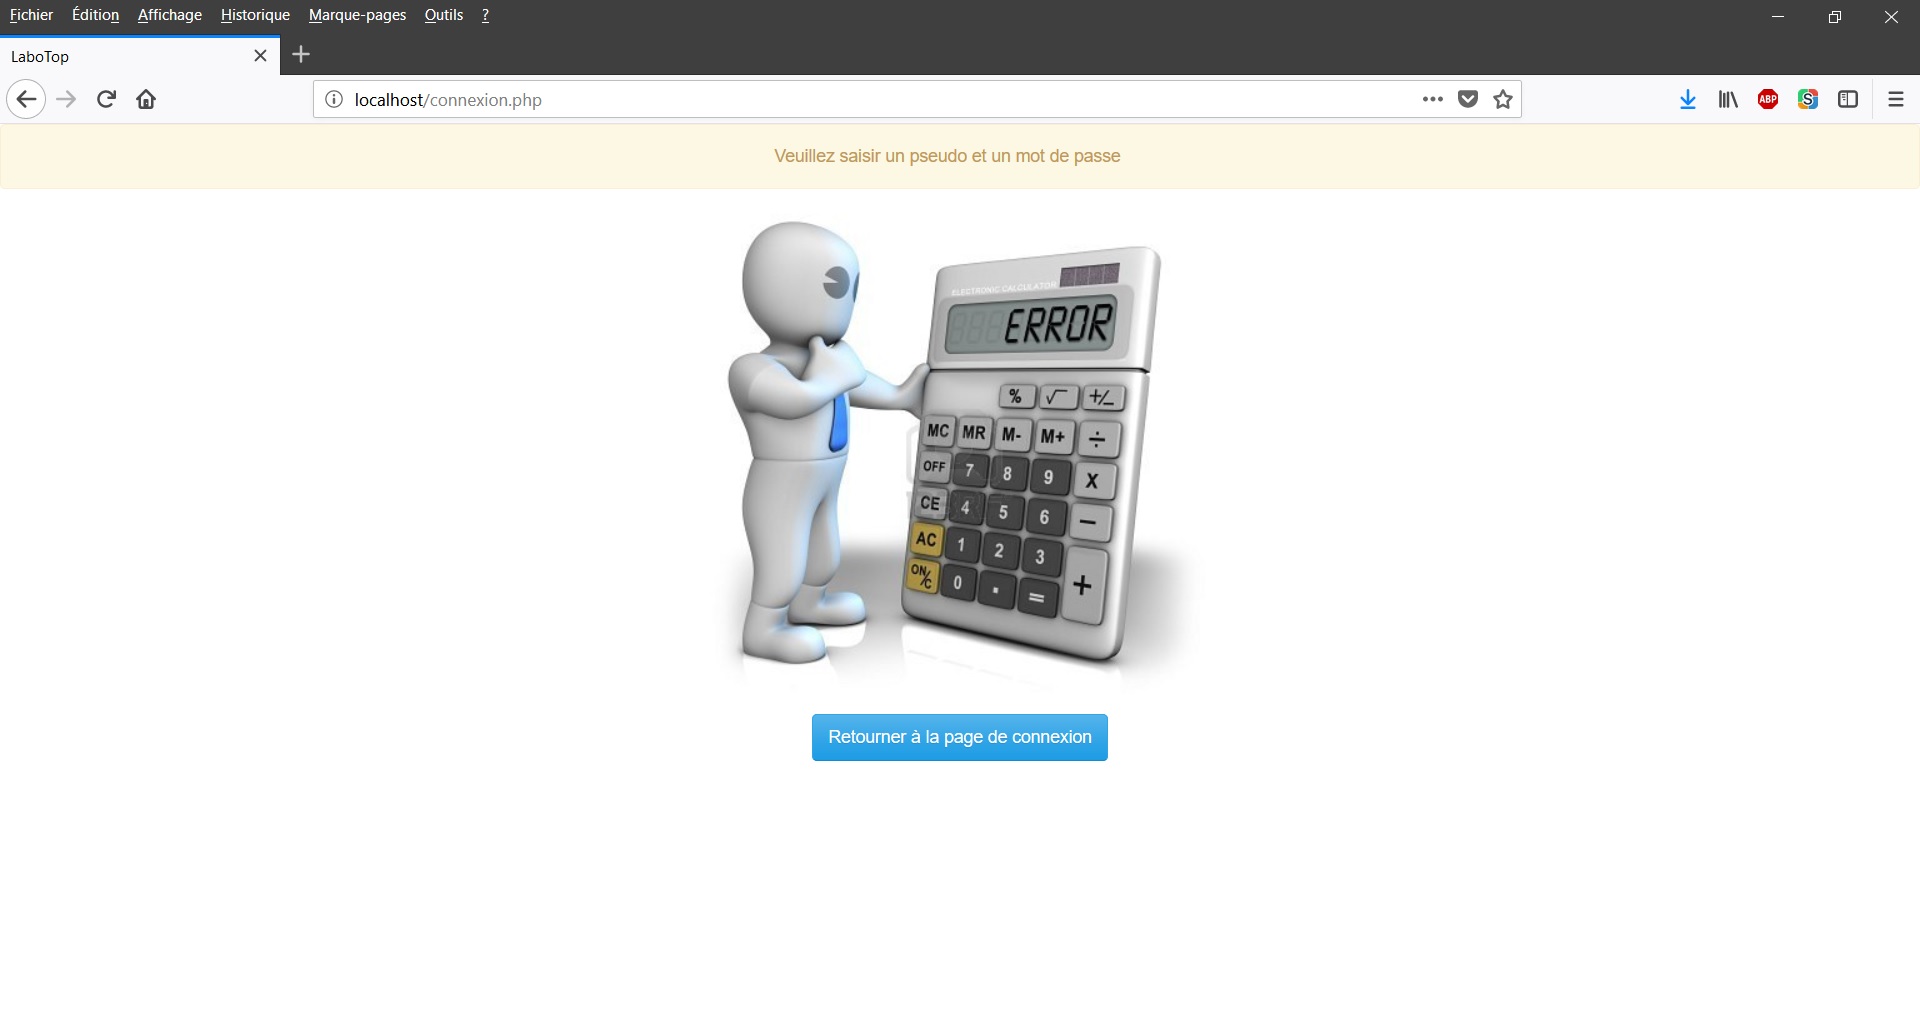 Fichier Édition Affichage Historique Marque-pages Outils ?
LaboTop
localhost/connexion.php
ABP
S
Veuillez saisir un pseudo et un mot de passe
ELECTRONIC CALCULATOR
ERROR
% √ +/_
MC MR M- M+ ÷
OFF 7 8 9 X
CE 4 5 6 −
AC 1 2 3 +
ON/C 0 . =
Retourner à la page de connexion